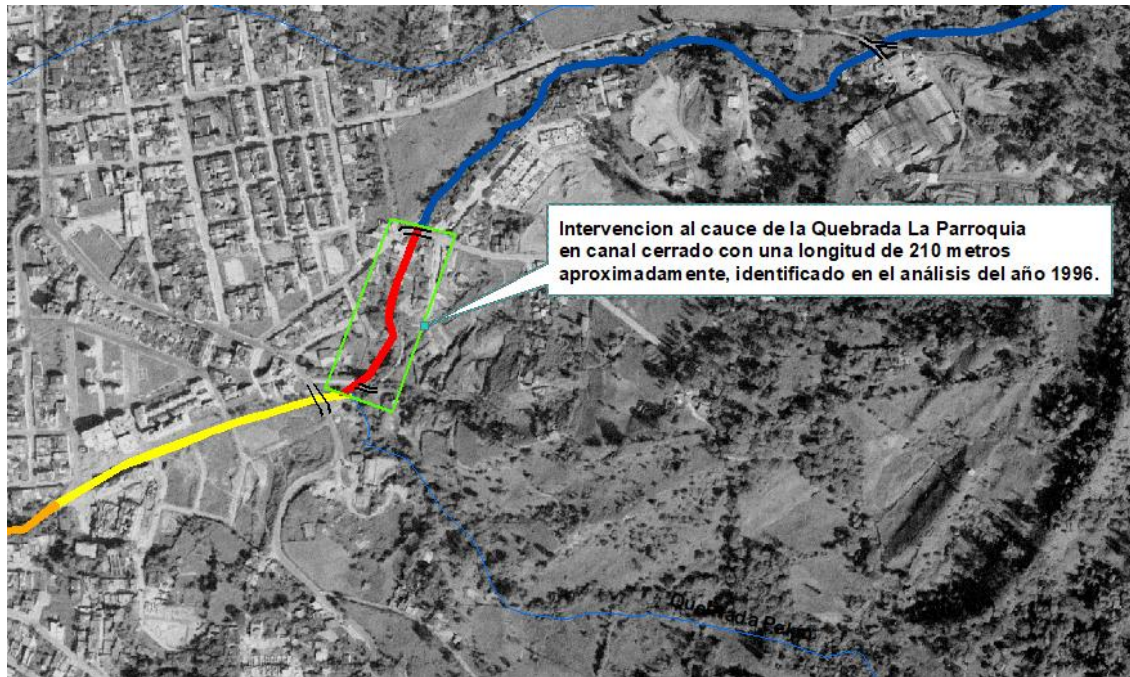 Intervencion al cauce de la Quebrada La Parroquia
en canal cerrado con una longitud de 210 metros
aproximadamente, identificado en el análisis del año 1996.
Quebrada